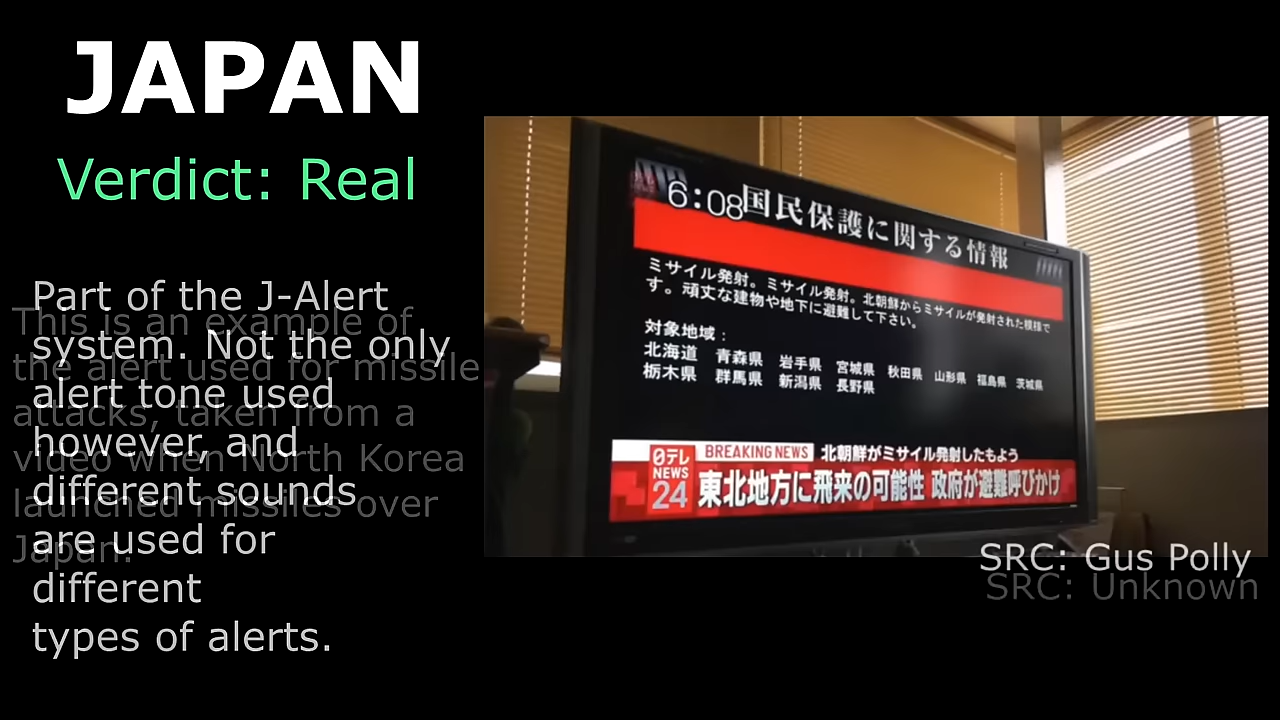 JAPAN
Verdict: Real
Part of the J-Alert
system. Not the only
alert tone used
however, and
different sounds
are used for
different
types of alerts.
This is an example of
the alert used for missile
attacks, taken from a
video when North Korea
launched missiles over
Japan.
6:08
国民保護に関する情報
ミサイル発射。ミサイル発射。北朝鮮からミサイルが発射された模様で
す。頑丈な建物や地下に避難して下さい。
対象地域：
北海道 青森県 岩手県 宮城県 秋田県 山形県 福島県 茨城県
栃木県 群馬県 新潟県 長野県
BREAKING NEWS 北朝鮮がミサイル発射したもよう
日テレ
NEWS
24
東北地方に飛来の可能性 政府が避難呼びかけ
SRC: Gus Polly
SRC: Unknown